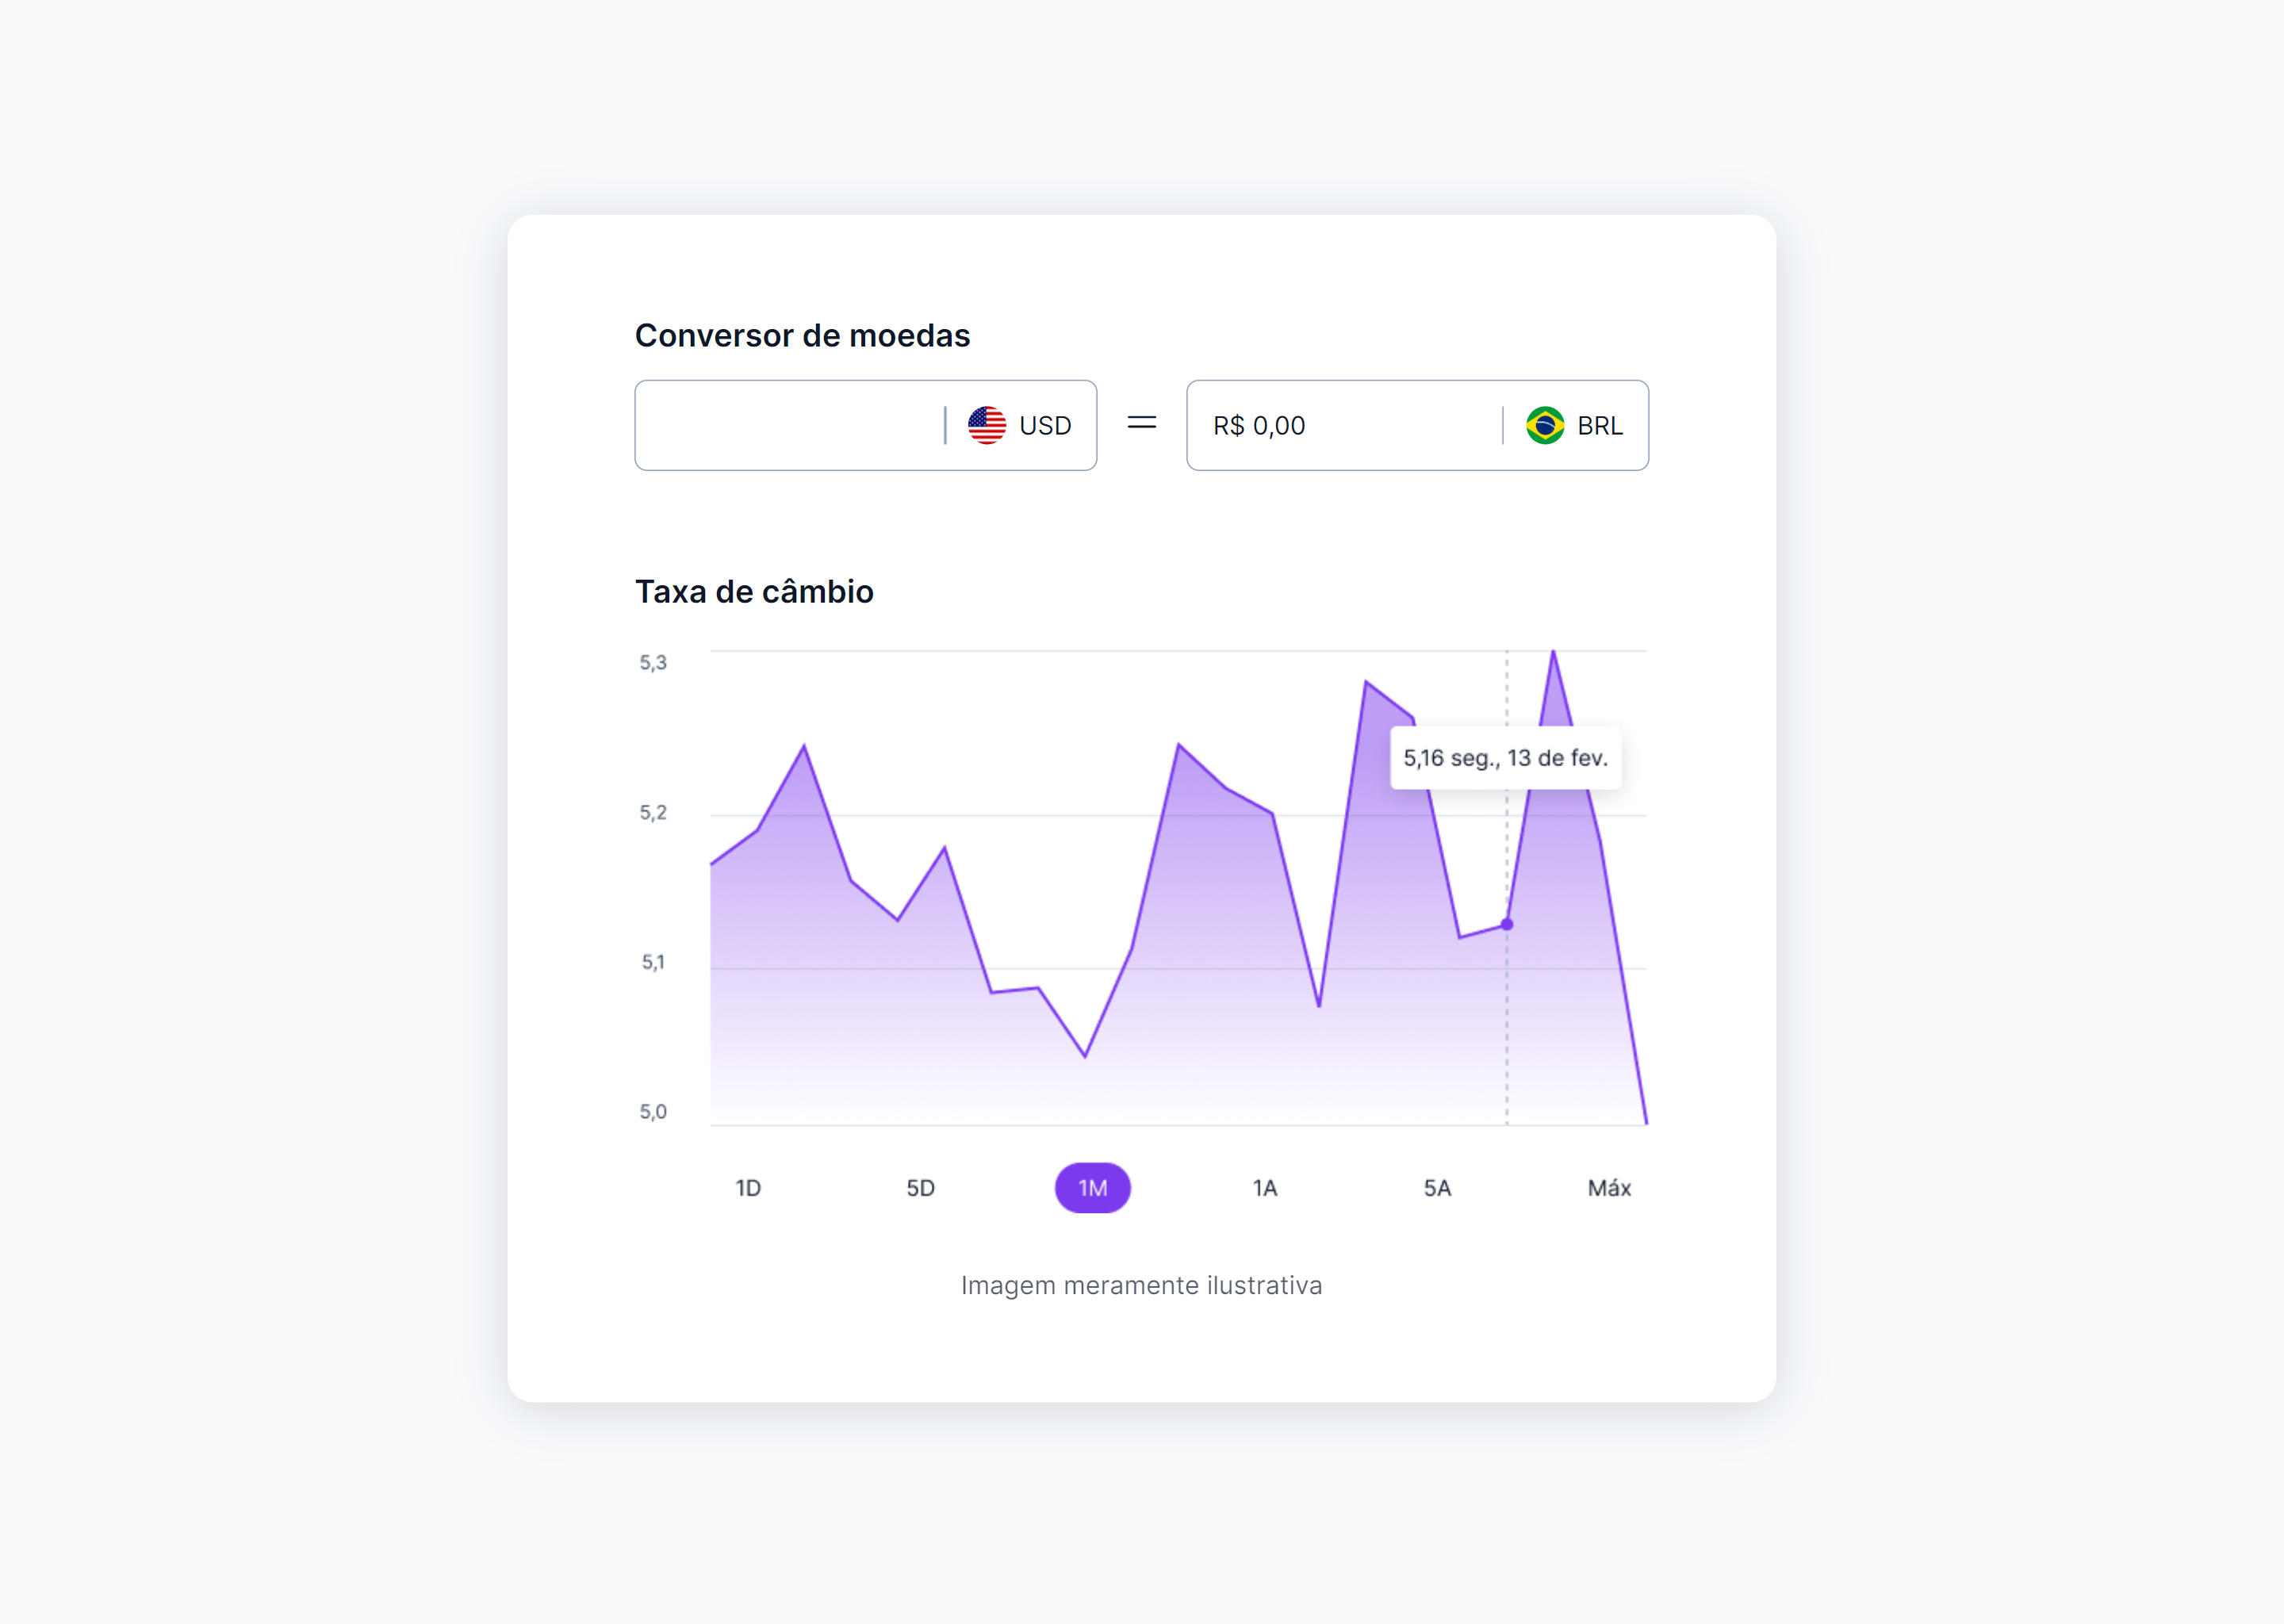 Conversor de moedas
USD = R$ 0,00 BRL
Taxa de câmbio
5,3
5,16 seg., 13 de fev.
5,2
5,1
5,0
1D 5D 1M 1A 5A Máx
Imagem meramente ilustrativa